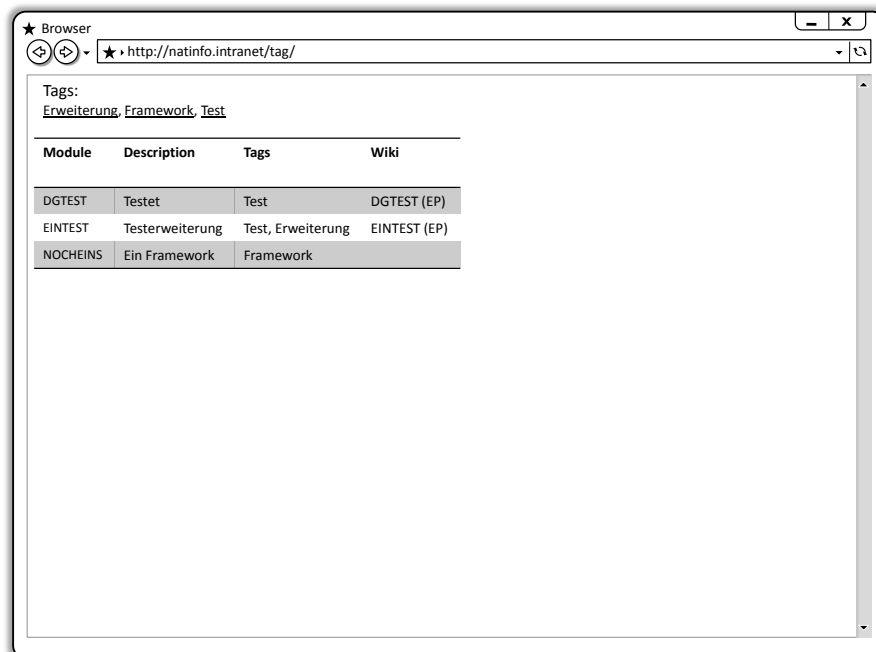 Browser
http://natinfo.intranet/tag/
Tags:
Erweiterung, Framework, Test
Module Description Tags Wiki
DGTEST Testet Test DGTEST (EP)
EINTEST Testerweiterung Test, Erweiterung EINTEST (EP)
NOCHEINS Ein Framework Framework